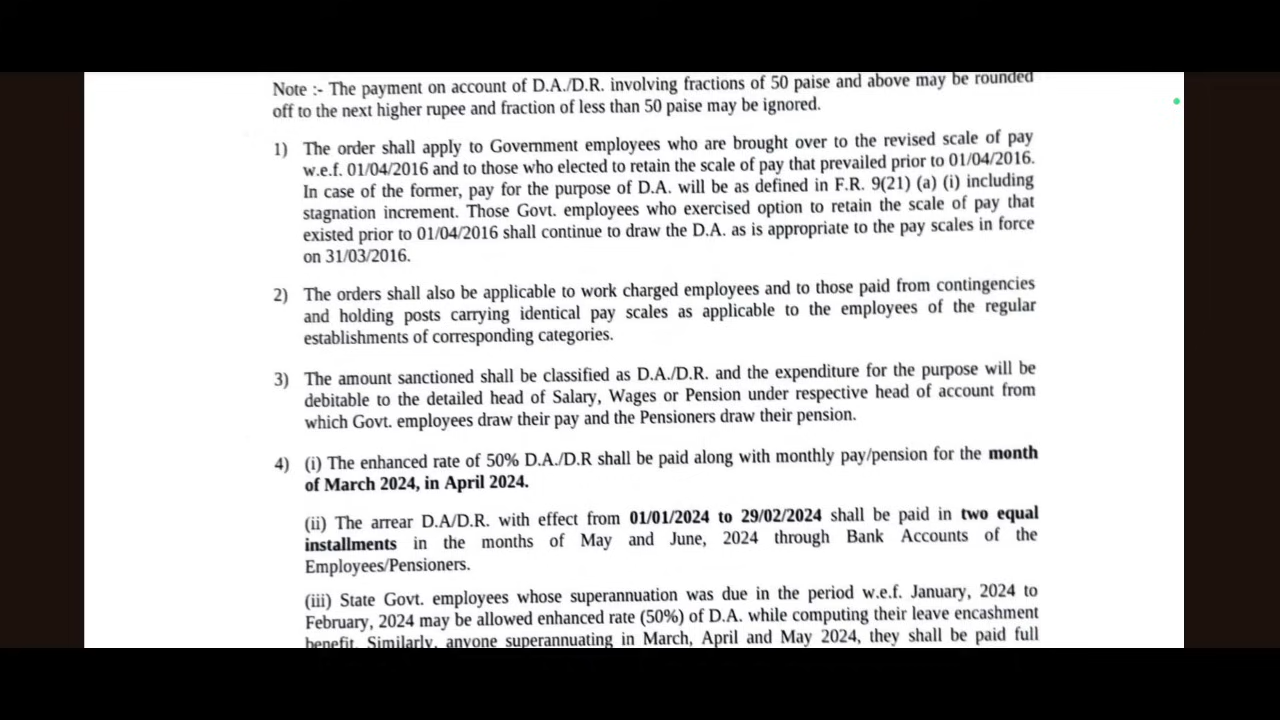 Note :- The payment on account of D.A./D.R. involving fractions of 50 paise and above may be rounded
off to the next higher rupee and fraction of less than 50 paise may be ignored.
1) The order shall apply to Government employees who are brought over to the revised scale of pay
w.e.f. 01/04/2016 and to those who elected to retain the scale of pay that prevailed prior to 01/04/2016.
In case of the former, pay for the purpose of D.A. will be as defined in F.R. 9(21) (a) (i) including
stagnation increment. Those Govt. employees who exercised option to retain the scale of pay that
existed prior to 01/04/2016 shall continue to draw the D.A. as is appropriate to the pay scales in force
on 31/03/2016.
2) The orders shall also be applicable to work charged employees and to those paid from contingencies
and holding posts carrying identical pay scales as applicable to the employees of the regular
establishments of corresponding categories.
3) The amount sanctioned shall be classified as D.A./D.R. and the expenditure for the purpose will be
debitable to the detailed head of Salary, Wages or Pension under respective head of account from
which Govt. employees draw their pay and the Pensioners draw their pension.
4) (i) The enhanced rate of 50% D.A./D.R shall be paid along with monthly pay/pension for the month
of March 2024, in April 2024.
(ii) The arrear D.A/D.R. with effect from 01/01/2024 to 29/02/2024 shall be paid in two equal
installments in the months of May and June, 2024 through Bank Accounts of the
Employees/Pensioners.
(iii) State Govt. employees whose superannuation was due in the period w.e.f. January, 2024 to
February, 2024 may be allowed enhanced rate (50%) of D.A. while computing their leave encashment
benefit. Similarly, anyone superannuating in March, April and May 2024, they shall be paid full